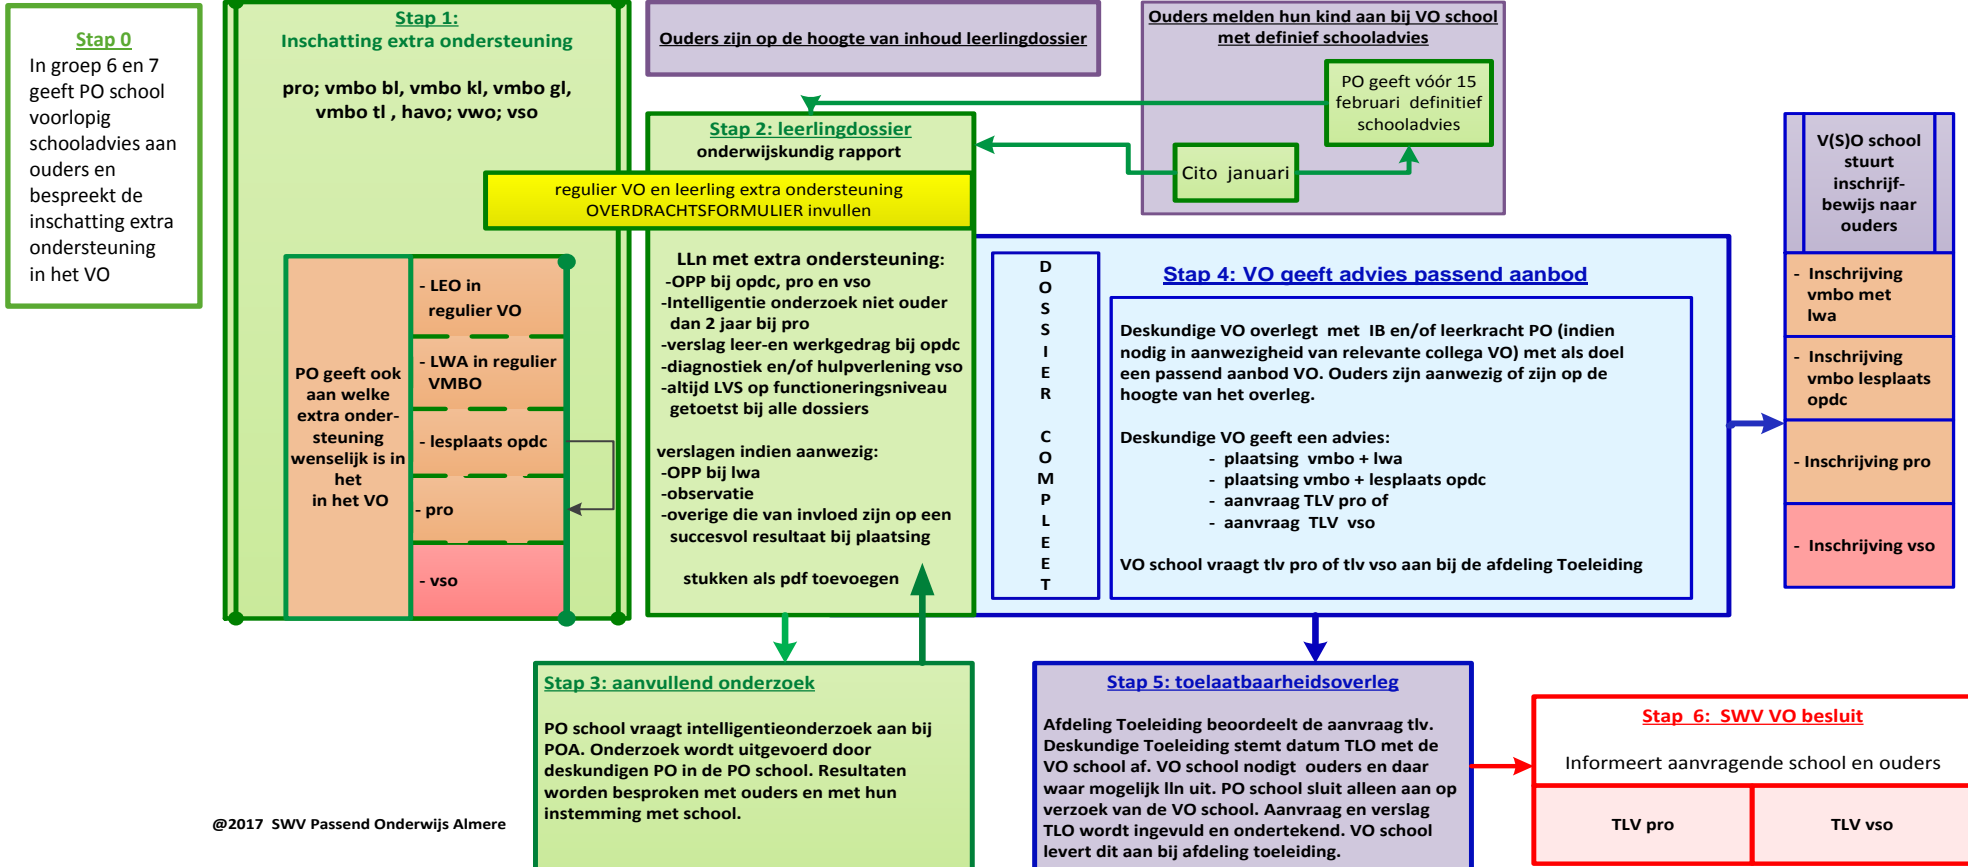 Stap 0
In groep 6 en 7
geeft PO school
voorlopig
schooladvies aan
ouders en
bespreekt de
inschatting extra
ondersteuning
in het VO
Stap 1:
Inschatting extra ondersteuning
pro; vmbo bl, vmbo kl, vmbo gl,
vmbo tl , havo; vwo; vso
PO geeft ook
aan welke
extra onder-
steuning
wenselijk is in
het
in het VO
- LEO in
regulier VO
- LWA in regulier
VMBO
- lesplaats opdc
- pro
- vso
Ouders zijn op de hoogte van inhoud leerlingdossier
Ouders melden hun kind aan bij VO school
met definief schooladvies
PO geeft vóór 15
februari definitief
schooladvies
Cito januari
Stap 2: leerlingdossier
onderwijskundig rapport
regulier VO en leerling extra ondersteuning
OVERDRACHTSFORMULIER invullen
LLn met extra ondersteuning:
-OPP bij opdc, pro en vso
-Intelligentie onderzoek niet ouder
dan 2 jaar bij pro
-verslag leer-en werkgedrag bij opdc
-diagnostiek en/of hulpverlening vso
-altijd LVS op functioneringsniveau
getoetst bij alle dossiers
verslagen indien aanwezig:
-OPP bij lwa
-observatie
-overige die van invloed zijn op een
succesvol resultaat bij plaatsing
stukken als pdf toevoegen
Stap 3: aanvullend onderzoek
PO school vraagt intelligentieonderzoek aan bij
POA. Onderzoek wordt uitgevoerd door
deskundigen PO in de PO school. Resultaten
worden besproken met ouders en met hun
instemming met school.
D
O
S
S
I
E
R
C
O
M
P
L
E
E
T
Stap 4: VO geeft advies passend aanbod
Deskundige VO overlegt met IB en/of leerkracht PO (indien
nodig in aanwezigheid van relevante collega VO) met als doel
een passend aanbod VO. Ouders zijn aanwezig of zijn op de
hoogte van het overleg.
Deskundige VO geeft een advies:
- plaatsing vmbo + lwa
- plaatsing vmbo + lesplaats opdc
- aanvraag TLV pro of
- aanvraag TLV vso
VO school vraagt tlv pro of tlv vso aan bij de afdeling Toeleiding
V(S)O school
stuurt
inschrijf-
bewijs naar
ouders
- Inschrijving
vmbo met
lwa
- Inschrijving
vmbo lesplaats
opdc
- Inschrijving pro
- Inschrijving vso
Stap 5: toelaatbaarheidsoverleg
Afdeling Toeleiding beoordeelt de aanvraag tlv.
Deskundige Toeleiding stemt datum TLO met de
VO school af. VO school nodigt ouders en daar
waar mogelijk lln uit. PO school sluit alleen aan op
verzoek van de VO school. Aanvraag en verslag
TLO wordt ingevuld en ondertekend. VO school
levert dit aan bij afdeling toeleiding.
Stap 6: SWV VO besluit
Informeert aanvragende school en ouders
TLV pro
TLV vso
@2017 SWV Passend Onderwijs Almere